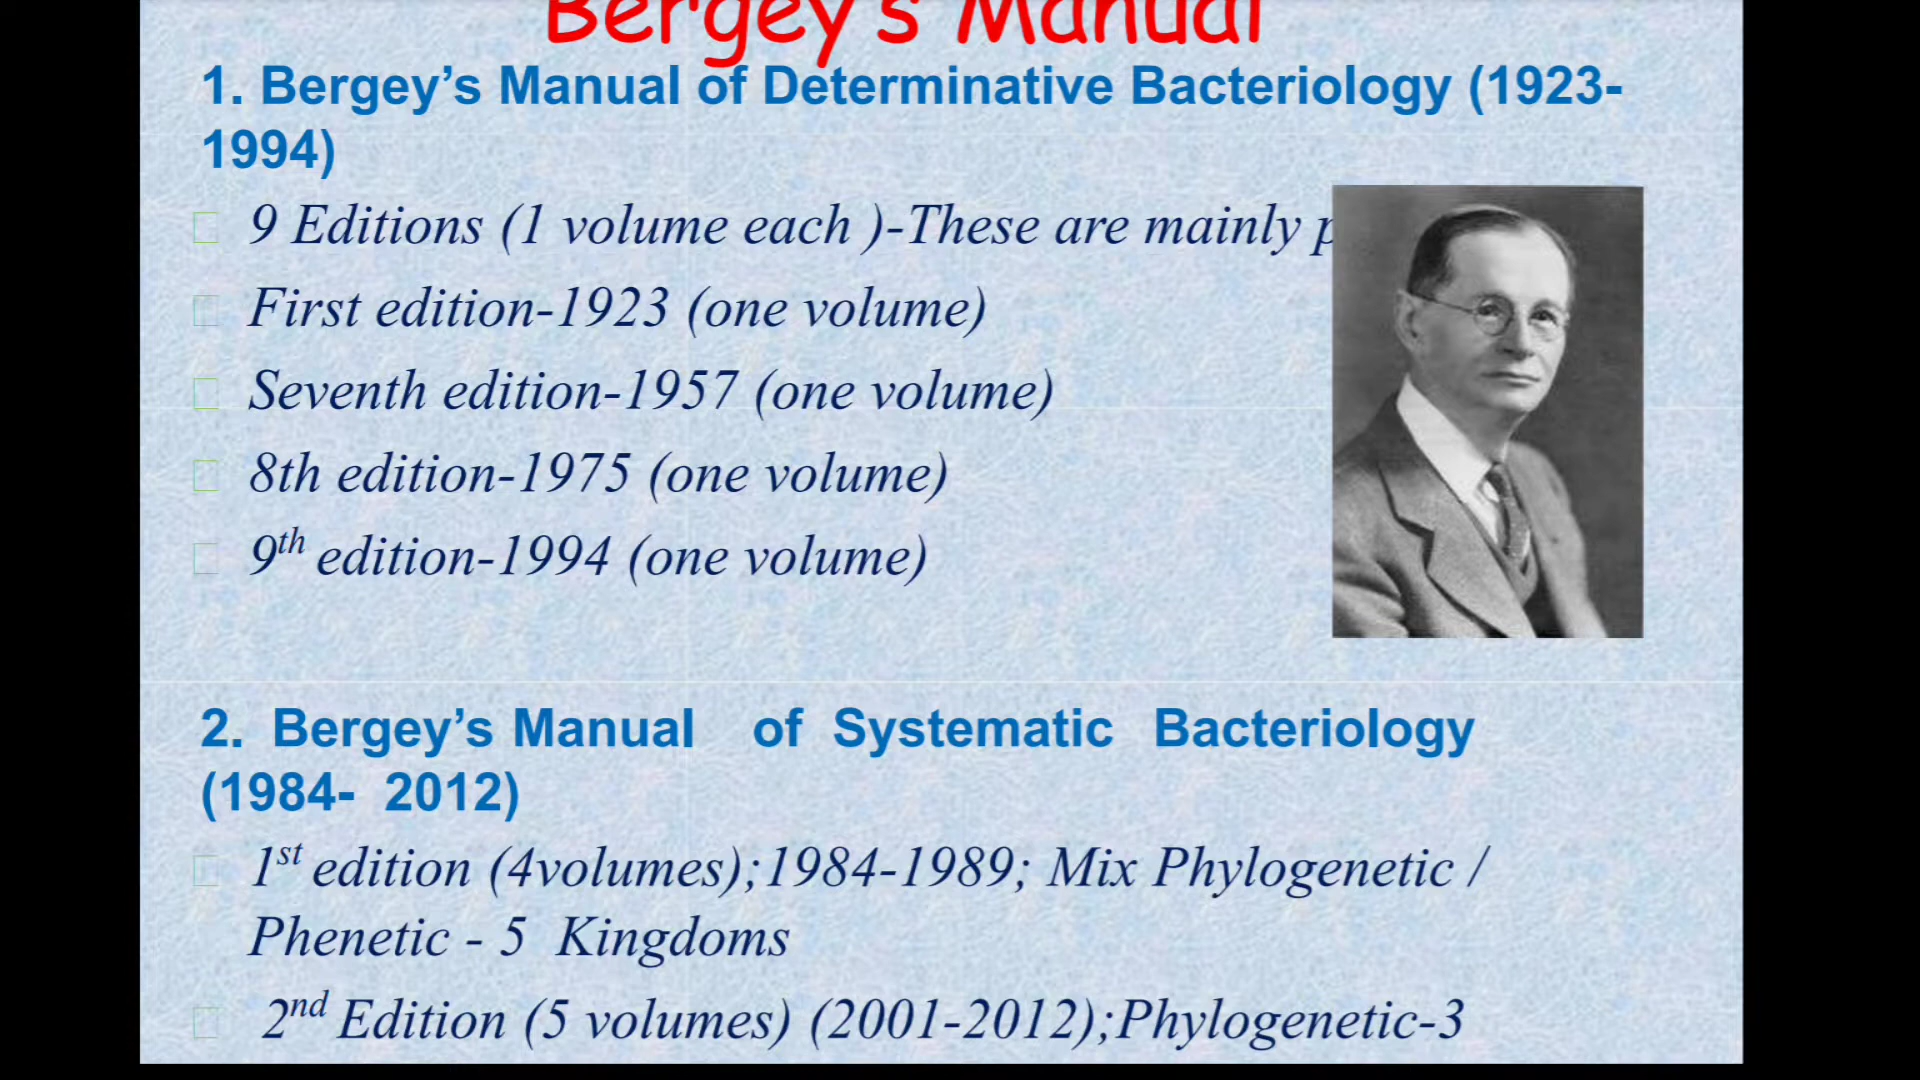 Bergey's Manual
1. Bergey’s Manual of Determinative Bacteriology (1923-
1994)
9 Editions (1 volume each )-These are mainly
First edition-1923 (one volume)
Seventh edition-1957 (one volume)
8th edition-1975 (one volume)
9th edition-1994 (one volume)
2. Bergey’s Manual of Systematic Bacteriology
(1984- 2012)
1st edition (4volumes);1984-1989; Mix Phylogenetic /
Phenetic - 5 Kingdoms
2nd Edition (5 volumes) (2001-2012);Phylogenetic-3